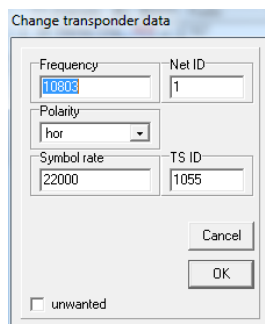 Change transponder data
Frequency Net ID
10803 1
Polarity
hor
Symbol rate TS ID
22000 1055
Cancel
OK
unwanted